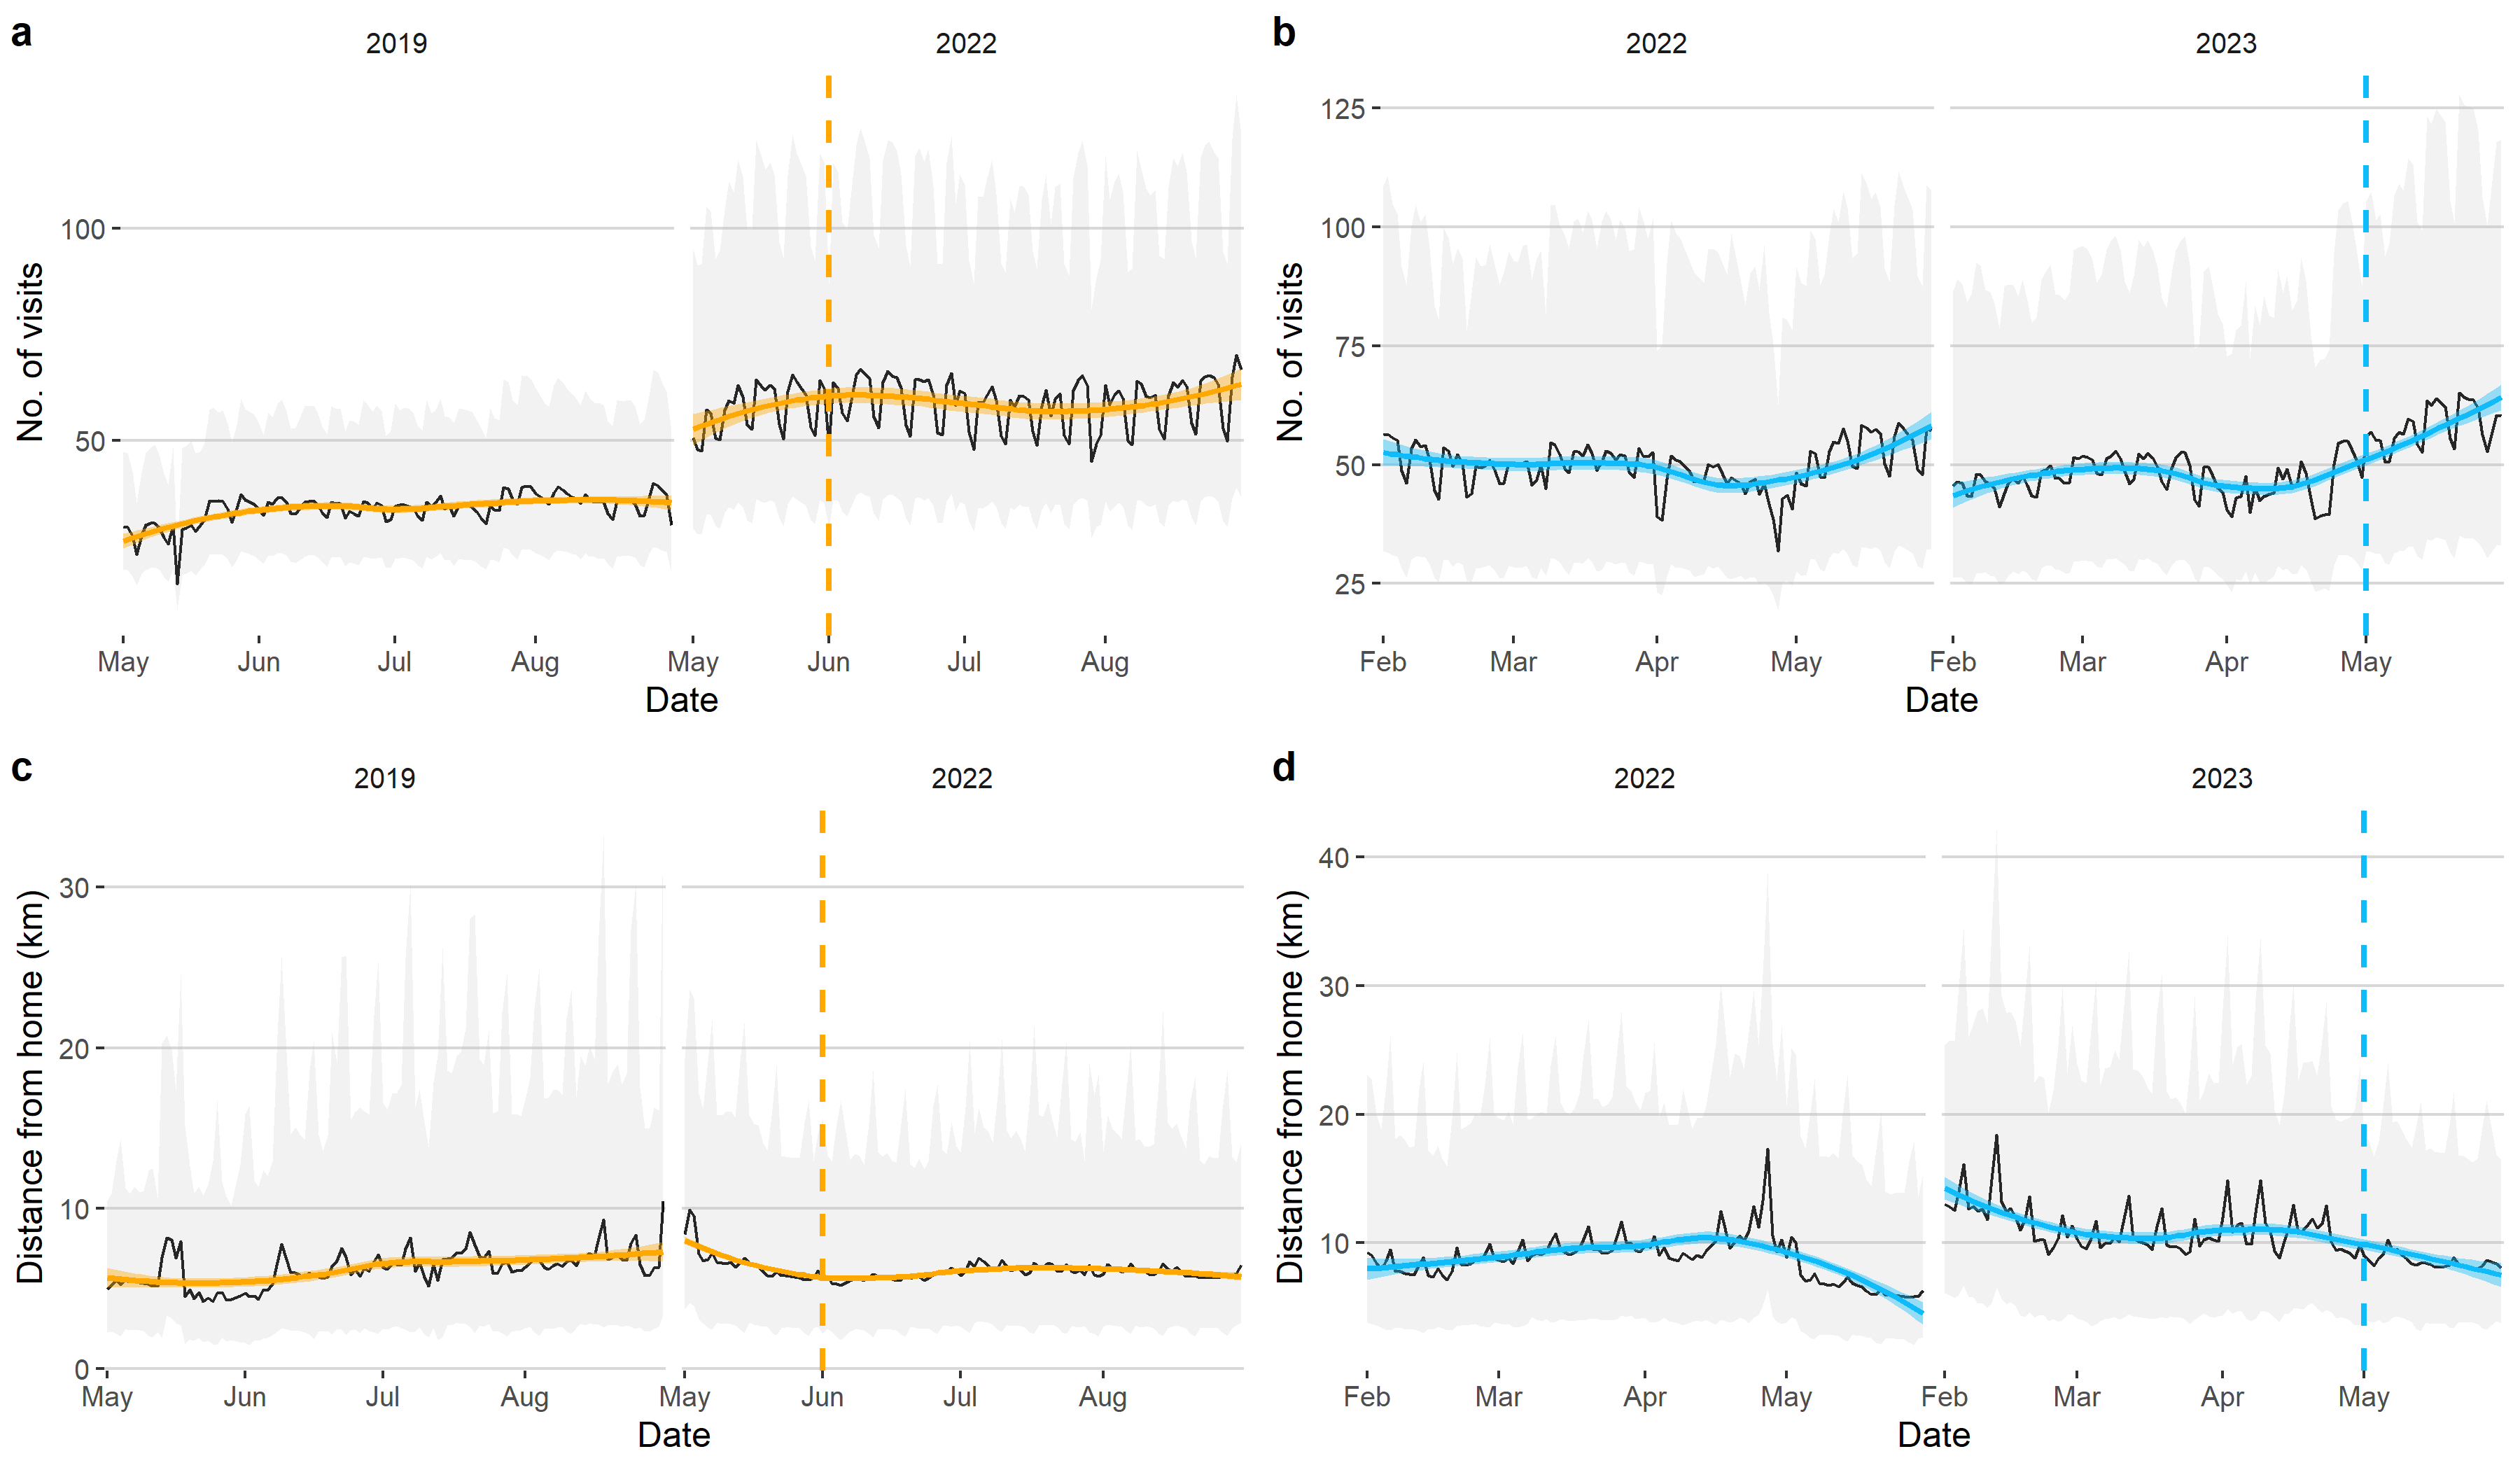 a
2019 2022
No. of visits
100
50
May Jun Jul Aug May Jun Jul Aug
Date
b
2022 2023
No. of visits
125
100
75
50
25
Feb Mar Apr May Feb Mar Apr May
Date
c
2019 2022
Distance from home (km)
30
20
10
0
May Jun Jul Aug May Jun Jul Aug
Date
d
2022 2023
Distance from home (km)
40
30
20
10
Feb Mar Apr May Feb Mar Apr May
Date